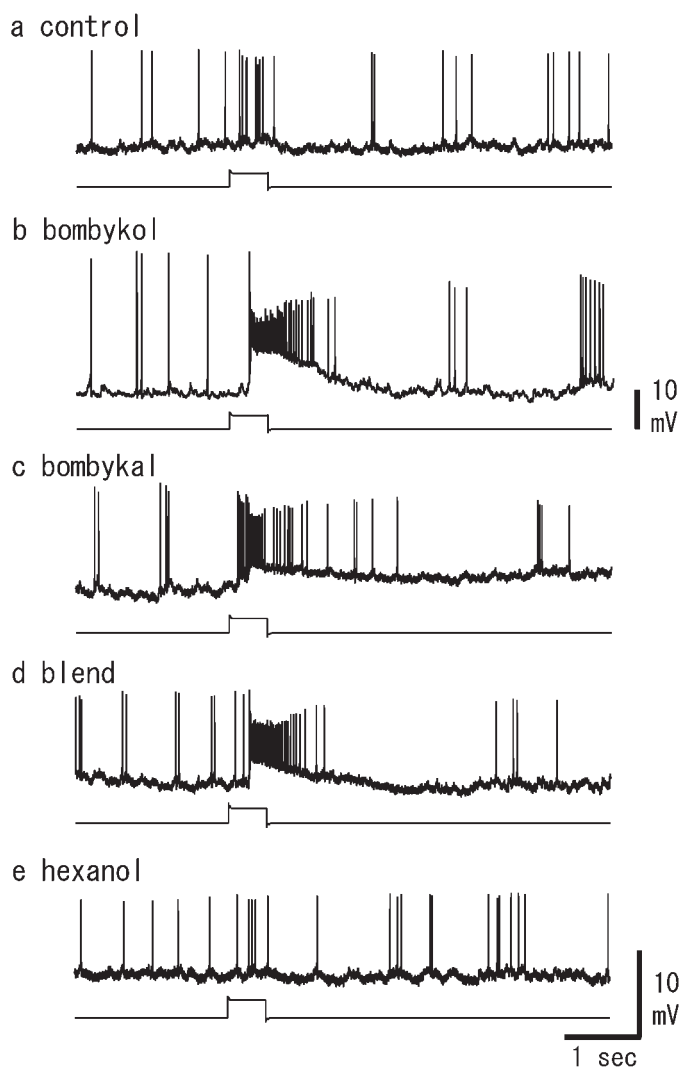 a control
b bombykol
10
mV
c bombykal
d blend
e hexanol
10
mV
1 sec